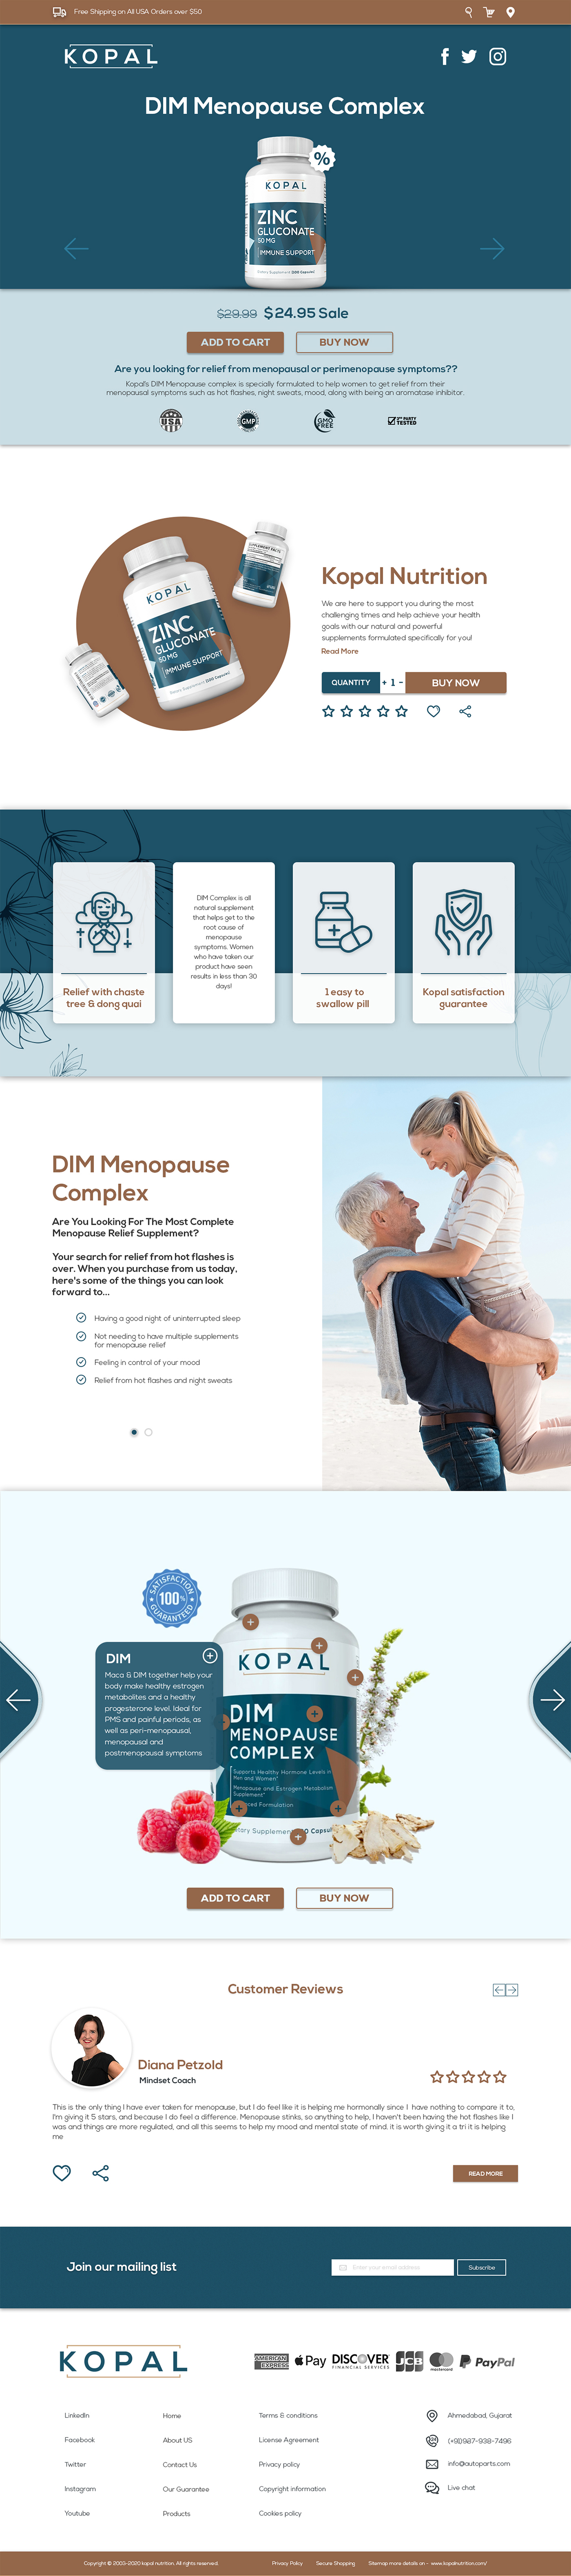 Free Shipping on All USA Orders over $50
KOPAL
DIM Menopause Complex
%
KOPAL
ZINC
GLUCONATE
50 MG
IMMUNE SUPPORT
Dietary Supplement (100 Capsules)
$29.99 $24.95 Sale
ADD TO CART BUY NOW
Are you looking for relief from menopausal or perimenopause symptoms??
Kopal's DIM Menopause complex is specially formulated to help women to get relief from their
menopausal symptoms such as hot flashes, night sweats, mood, along with being an aromatase inhibitor.
USA
GMP
GMO
FREE
3RD PARTY
TESTED
SUPPLEMENT FACTS
KOPAL
ZINC
GLUCONATE
50 MG
IMMUNE SUPPORT
Dietary Supplement (100 Capsules)
Kopal Nutrition
We are here to support you during the most
challenging times and help achieve your health
goals with our natural and powerful
supplements formulated specifically for you!
Read More
QUANTITY + 1 - BUY NOW
Relief with chaste
tree & dong quai
DIM Complex is all
natural supplement
that helps get to the
root cause of
menopause
symptoms, Women
who have taken our
product have seen
results in less than 30
days!
1 easy to
swallow pill
Kopal satisfaction
guarantee
DIM Menopause
Complex
Are You Looking For The Most Complete
Menopause Relief Supplement?
Your search for relief from hot flashes is
over. When you purchase from us today,
here's some of the things you can look
forward to...
Having a good night of uninterrupted sleep
Not needing to have multiple supplements
for menopause relief
Feeling in control of your mood
Relief from hot flashes and night sweats
SATISFACTION
100%
GUARANTEED
DIM
Maca & DIM together help your
body make healthy estrogen
metabolites and a healthy
progesterone level. Ideal for
PMS and painful periods, as
well as peri-menopausal,
menopausal and
postmenopausal symptoms
KOPAL
DIM
MENOPAUSE
COMPLEX
Supports Healthy Hormone Levels in
Men and Women*
Menopause and Estrogen Metabolism
Supplement*
Formulation
ADD TO CART BUY NOW
Customer Reviews
Diana Petzold
Mindset Coach
This is the only thing I have ever taken for menopause, but I do feel like it is helping me hormonally since I have nothing to compare it to,
I'm giving it 5 stars, and because I do feel a difference. Menopause stinks, so anything to help, I haven't been having the hot flashes like I
was and things are more regulated, and all this seems to help my mood and mental state of mind. it is worth giving it a tri it is helping
me
READ MORE
Join our mailing list
Enter your email address
Subscribe
KOPAL
AMERICAN EXPRESS Pay DISCOVER FINANCIAL SERVICES JCB mastercard PayPal
LinkedIn
Facebook
Twitter
Instagram
Youtube
Home
About US
Contact Us
Our Guarantee
Products
Terms & conditions
License Agreement
Privacy policy
Copyright information
Cookies policy
Ahmedabad, Gujarat
(+91)987-938-7496
info@autoparts.com
Live chat
Copyright © 2003-2020 kopal nutrition. All rights reserved. Privacy Policy Secure Shopping Sitemap more details on - www.kopalnutrition.com/